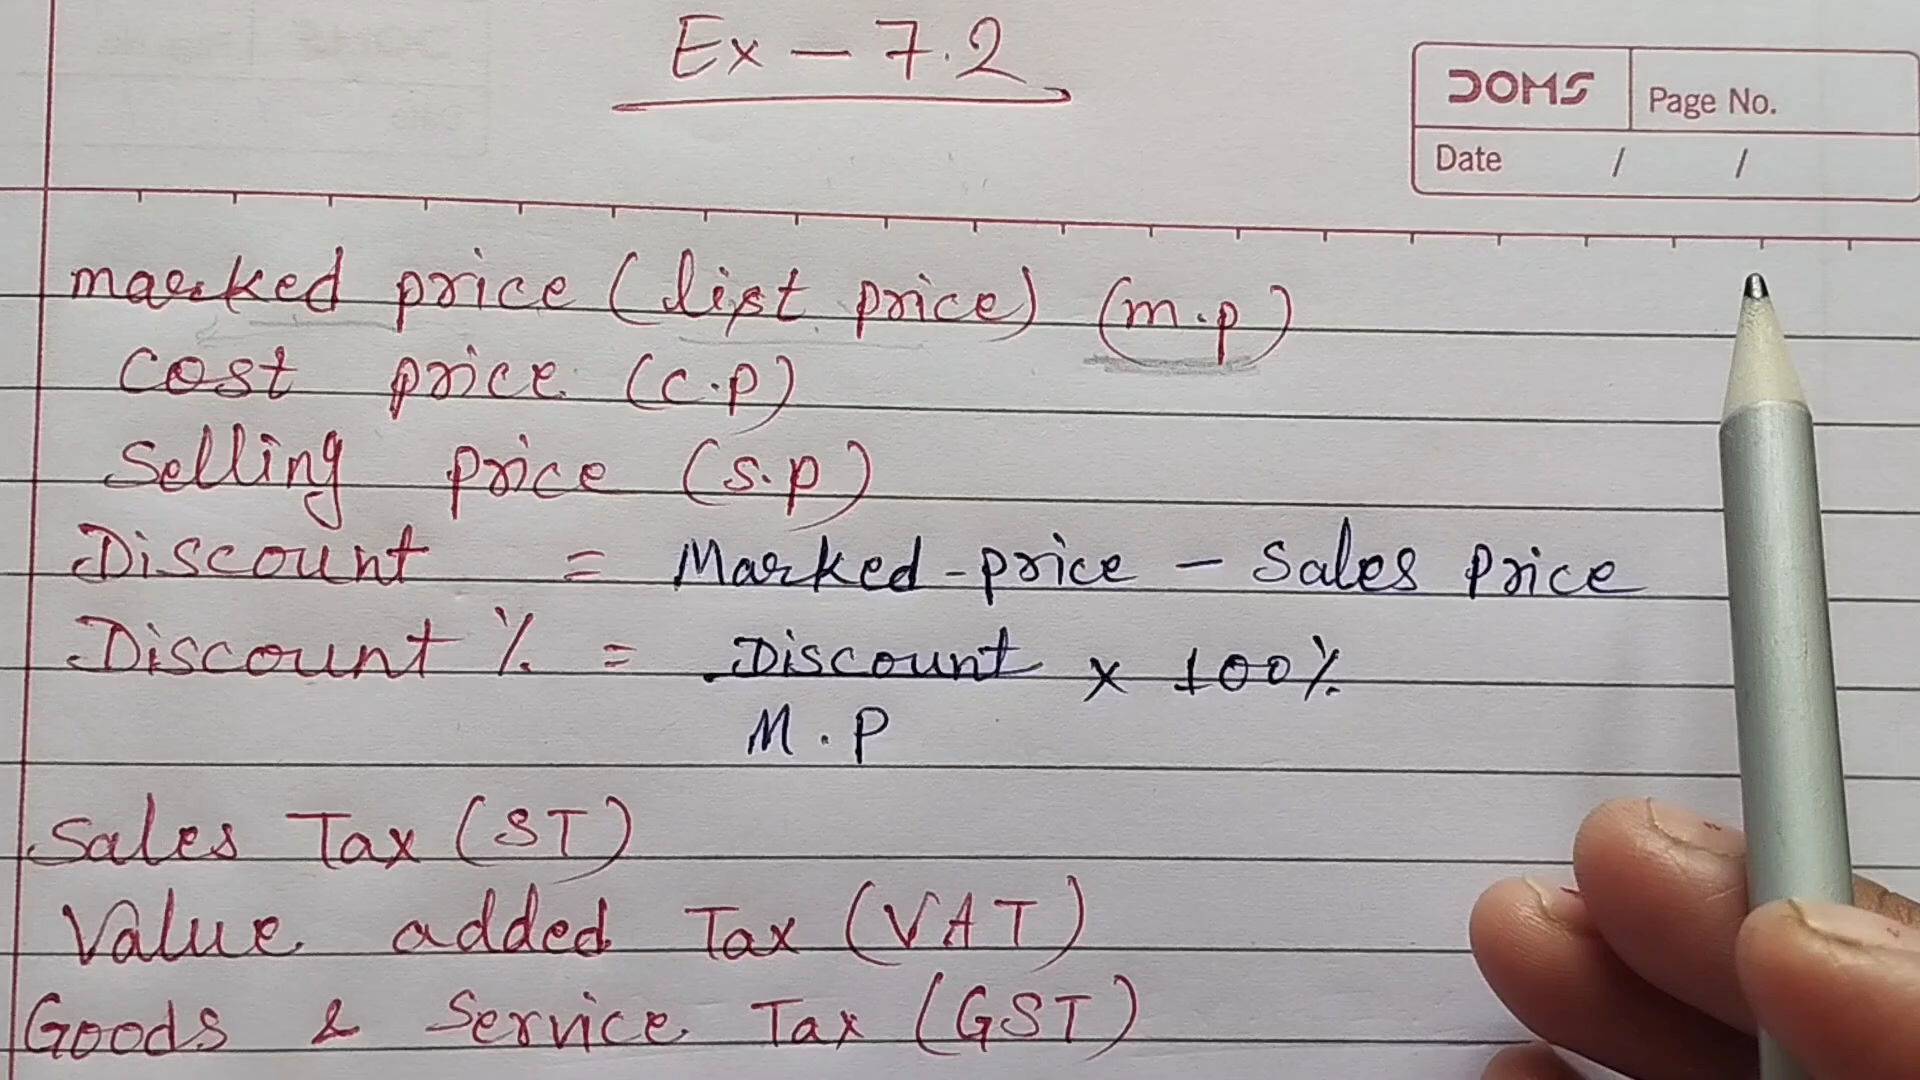 Ex - 7.2
DOMS Page No.
Date / /
marked price (list price) (m.p)
cost price (c.p)
Selling price (s.p)
Discount = Marked-price - Sales Price
Discount % = Discount × 100%
M.P
Sales Tax (ST)
Value added Tax (VAT)
Goods & Service Tax (GST)